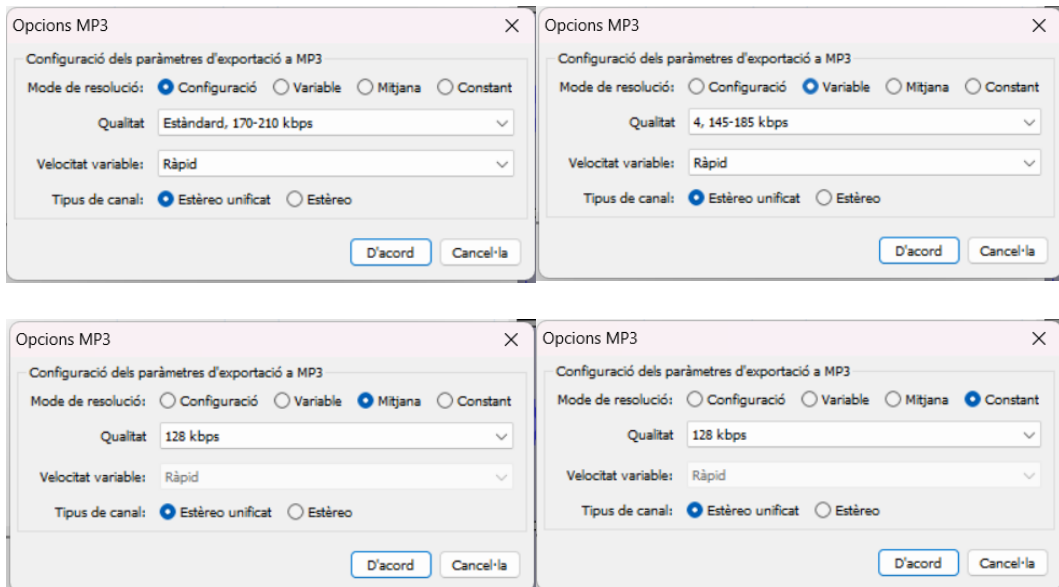 Opcions MP3
Configuració dels paràmetres d'exportació a MP3
Mode de resolució: Configuració Variable Mitjana Constant
Qualitat Estàndard, 170-210 kbps
Velocitat variable: Ràpid
Tipus de canal: Estèreo unificat Estèreo
D'acord Cancel·la
Opcions MP3
Configuració dels paràmetres d'exportació a MP3
Mode de resolució: Configuració Variable Mitjana Constant
Qualitat 4, 145-185 kbps
Velocitat variable: Ràpid
Tipus de canal: Estèreo unificat Estèreo
D'acord Cancel·la
Opcions MP3
Configuració dels paràmetres d'exportació a MP3
Mode de resolució: Configuració Variable Mitjana Constant
Qualitat 128 kbps
Velocitat variable: Ràpid
Tipus de canal: Estèreo unificat Estèreo
D'acord Cancel·la
Opcions MP3
Configuració dels paràmetres d'exportació a MP3
Mode de resolució: Configuració Variable Mitjana Constant
Qualitat 128 kbps
Velocitat variable: Ràpid
Tipus de canal: Estèreo unificat Estèreo
D'acord Cancel·la